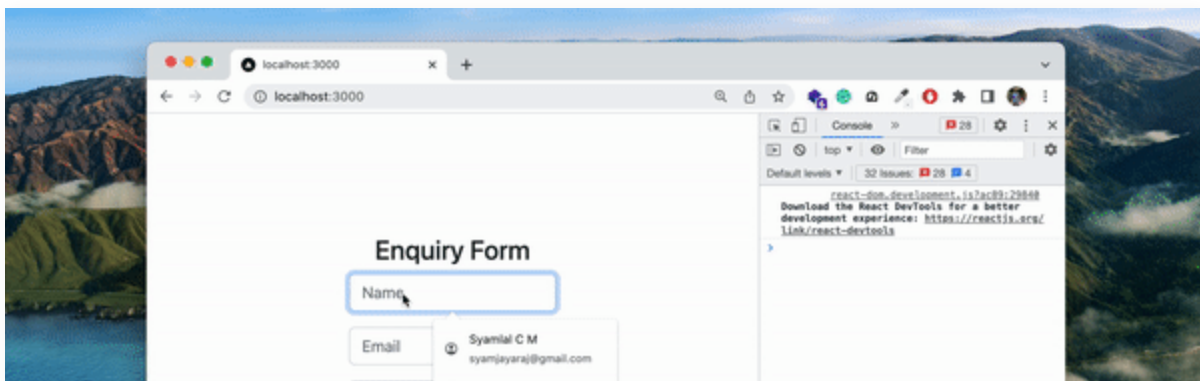 localhost:3000
localhost:3000
Console
28
top
Filter
Default levels
32 Issues: 28 4
react-dom.development.js?ac89:29840
Download the React DevTools for a better
development experience: https://reactjs.org/
link/react-devtools
Enquiry Form
Name
Email
Syamlal C M
syamjayaraj@gmail.com